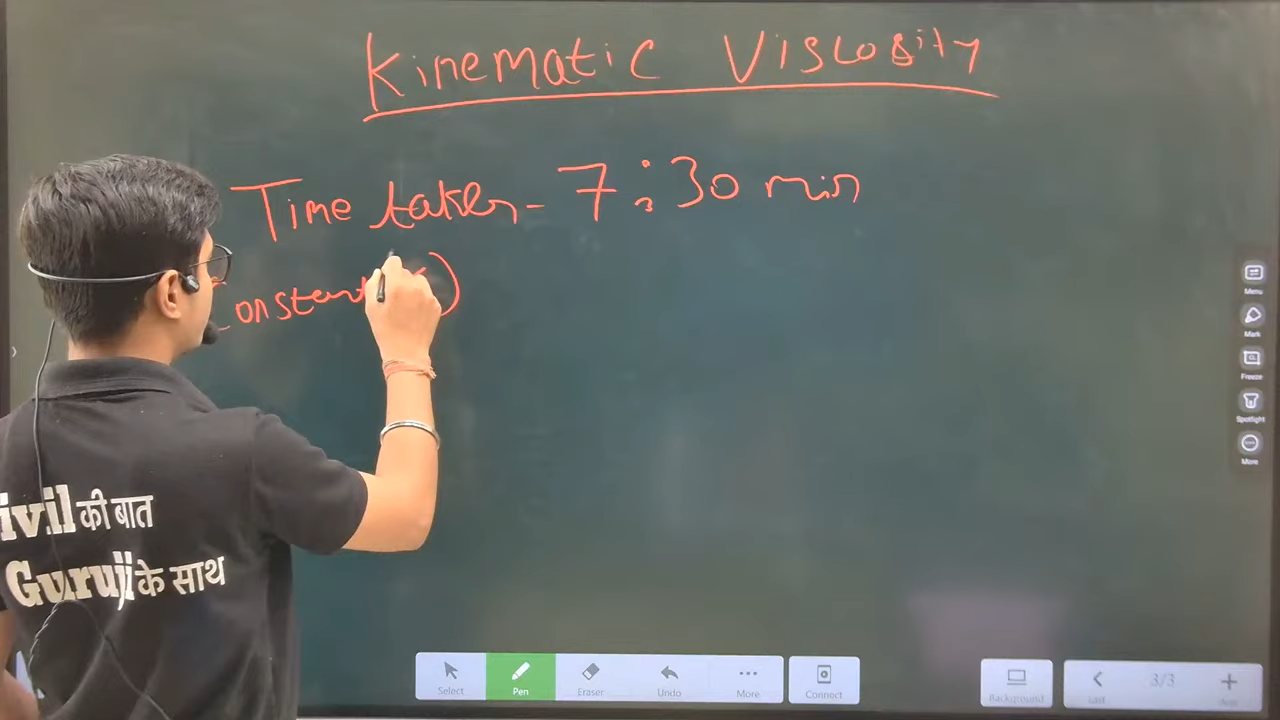 Kinematic Viscosity
Time taken - 7:30 min
Constant ( )
ivil की बात
Guruji के साथ
Menu
Mark
Freeze
Spotlight
More
Select
Pen
Eraser
Undo
More
Connect
Background
Last
3/3